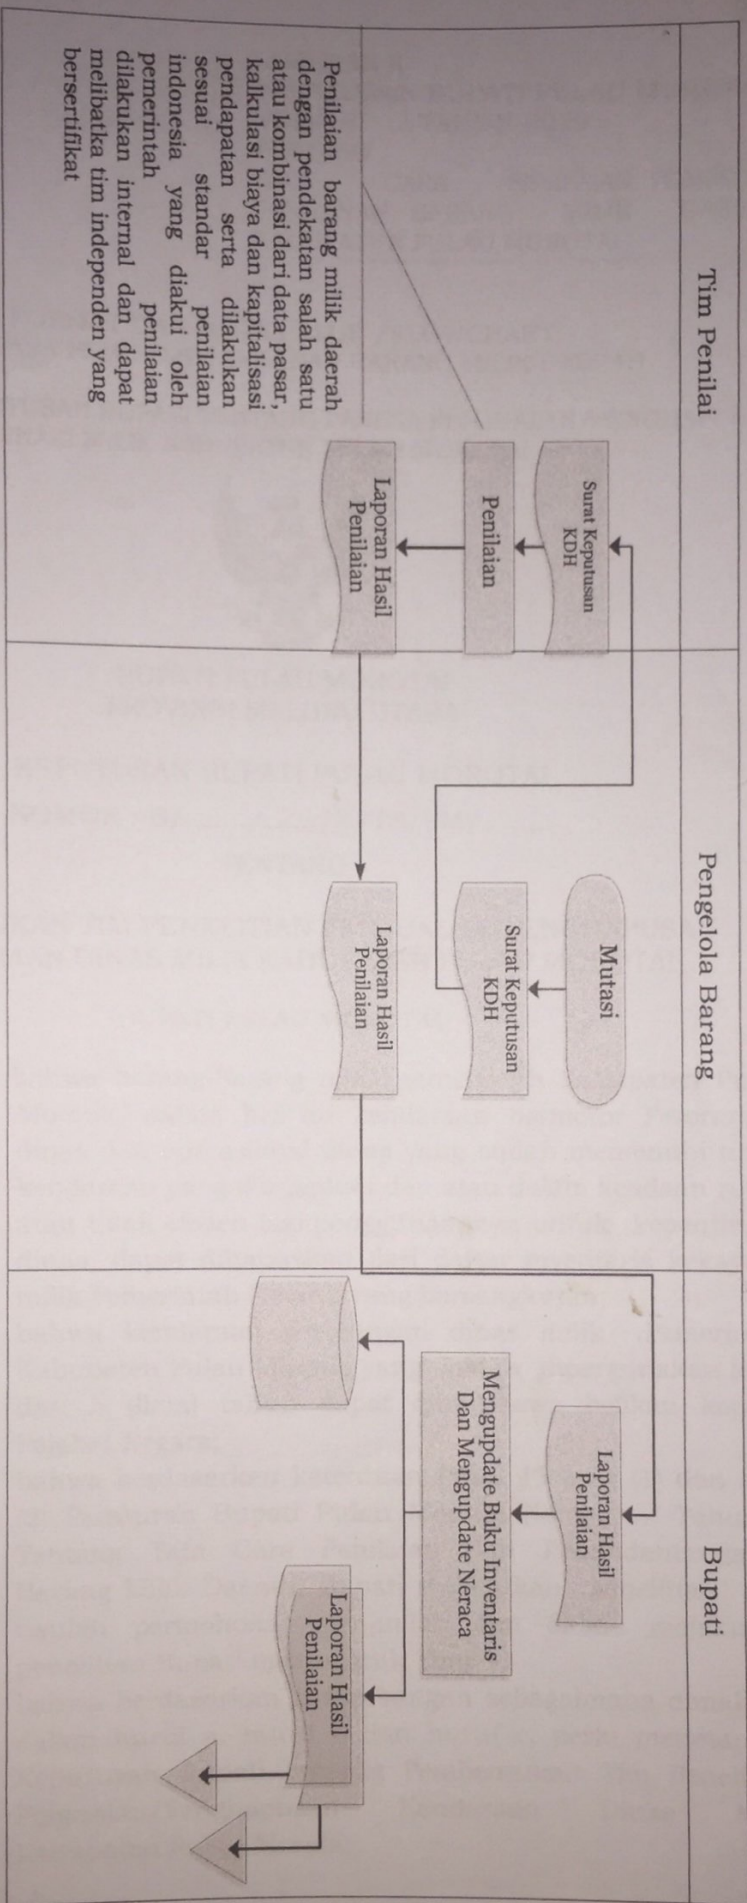 Tim Penilai
Pengelola Barang
Bupati
Surat Keputusan
KDH
Penilaian
Laporan Hasil
Penilaian
Penilaian barang milik daerah
dengan pendekatan salah satu
atau kombinasi dari data pasar,
kalkulasi biaya dan kapitalisasi
pendapatan serta dilakukan
sesuai standar penilaian
indonesia yang diakui oleh
pemerintah penilaian
dilakukan internal dan dapat
melibatka tim independen yang
bersertifikat
Mutasi
Surat Keputusan
KDH
Laporan Hasil
Penilaian
Laporan Hasil
Penilaian
Mengupdate Buku Inventaris
Dan Mengupdate Neraca
Laporan Hasil
Penilaian